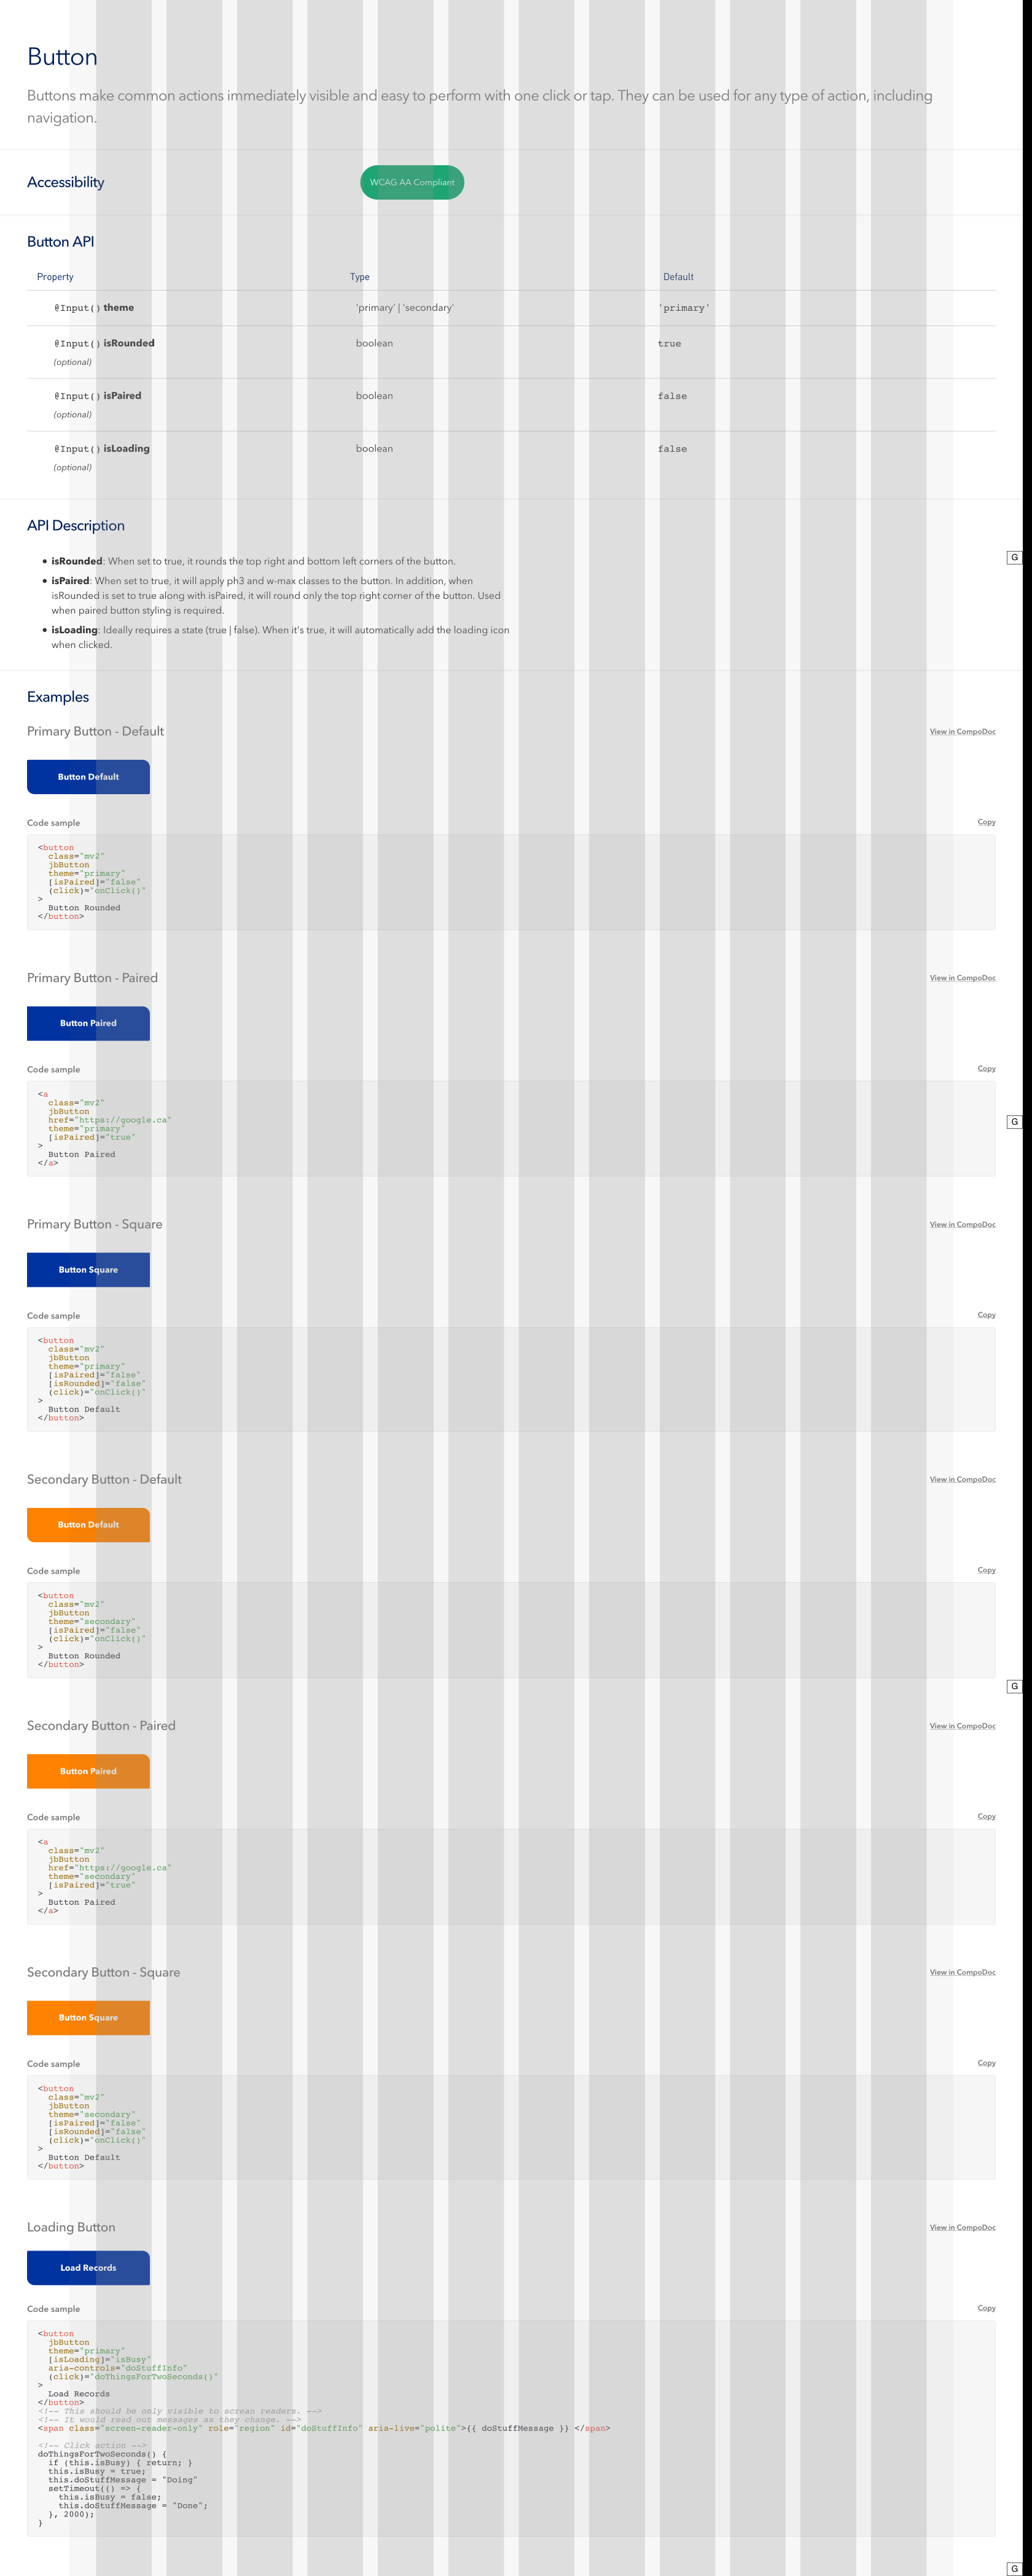 Button
Buttons make common actions immediately visible and easy to perform with one click or tap. They can be used for any type of action, including
navigation.
Accessibility
WCAG AA Compliant
Button API
Property Type Default
@Input() theme 'primary' | 'secondary' 'primary'
@Input() isRounded boolean true
(optional)
@Input() isPaired boolean false
(optional)
@Input() isLoading boolean false
(optional)
API Description
G
• isRounded: When set to true, it rounds the top right and bottom left corners of the button.
• isPaired: When set to true, it will apply ph3 and w-max classes to the button. In addition, when
isRounded is set to true along with isPaired, it will round only the top right corner of the button. Used
when paired button styling is required.
• isLoading: Ideally requires a state (true | false). When it's true, it will automatically add the loading icon
when clicked.
Examples
Primary Button - Default View in CompoDoc
Button Default
Code sample Copy
<button
  class="mv2"
  jbButton
  theme="primary"
  [isPaired]="false"
  (click)="onClick()"
>
  Button Rounded
</button>
Primary Button - Paired View in CompoDoc
Button Paired
Code sample Copy
<a
  class="mv2"
  jbButton
  href="https://google.ca"
  theme="primary"
  [isPaired]="true"
>
  Button Paired
</a>
G
Primary Button - Square View in CompoDoc
Button Square
Code sample Copy
<button
  class="mv2"
  jbButton
  theme="primary"
  [isPaired]="false"
  [isRounded]="false"
  (click)="onClick()"
>
  Button Default
</button>
Secondary Button - Default View in CompoDoc
Button Default
Code sample Copy
<button
  class="mv2"
  jbButton
  theme="secondary"
  [isPaired]="false"
  (click)="onClick()"
>
  Button Rounded
</button>
G
Secondary Button - Paired View in CompoDoc
Button Paired
Code sample Copy
<a
  class="mv2"
  jbButton
  href="https://google.ca"
  theme="secondary"
  [isPaired]="true"
>
  Button Paired
</a>
Secondary Button - Square View in CompoDoc
Button Square
Code sample Copy
<button
  class="mv2"
  jbButton
  theme="secondary"
  [isPaired]="false"
  [isRounded]="false"
  (click)="onClick()"
>
  Button Default
</button>
Loading Button View in CompoDoc
Load Records
Code sample Copy
<button
  jbButton
  theme="primary"
  [isLoading]="isBusy"
  aria-controls="doStuffInfo"
  (click)="doThingsForTwoSeconds()"
>
  Load Records
</button>
<!-- This should be only visible to screan readers. -->
<!-- It would read out messages as they change. -->
<span class="screen-reader-only" role="region" id="doStuffInfo" aria-live="polite">{{ doStuffMessage }} </span>
<!-- Click action -->
doThingsForTwoSeconds() {
  if (this.isBusy) { return; }
  this.isBusy = true;
  this.doStuffMessage = "Doing"
  setTimeout(() => {
    this.isBusy = false;
    this.doStuffMessage = "Done";
  }, 2000);
}
G